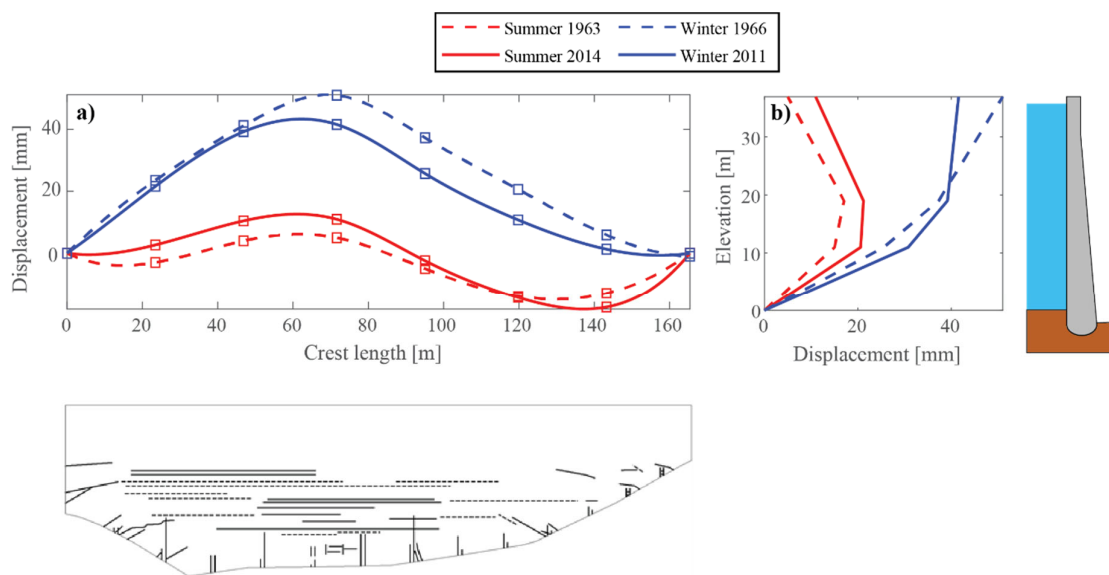 Summer 1963 Winter 1966
Summer 2014 Winter 2011
a)
Displacement [mm]
40
20
0
0 20 40 60 80 100 120 140 160
Crest length [m]
b)
Elevation [m]
30
20
10
0
0 20 40
Displacement [mm]